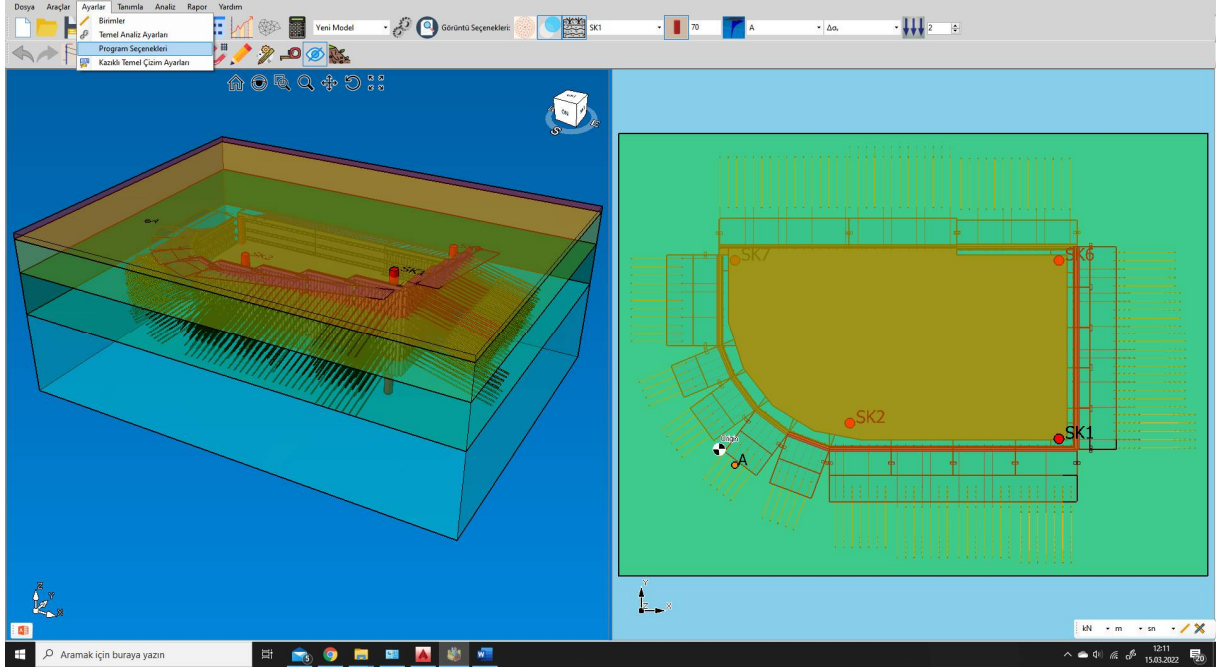 Dosya Araçlar Ayarlar Tanımla Analiz Rapor Yardım
Birimler
Temel Analiz Ayarları
Program Seçenekleri
Kazıklı Temel Çizim Ayarları
Yeni Model
Görüntü Seçenekleri:
SK1
70
A
Δσ,
2
SK7
SK6
SK2
SK1
Origin
A
Z
Y
X
Y
Z
X
kN m sn
Aramak için buraya yazın
12:11
15.03.2022
20